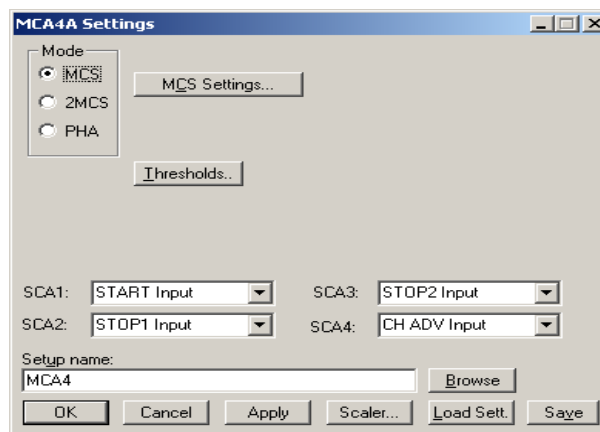 MCA4A Settings
Mode
MCS
MCS Settings...
2MCS
PHA
Thresholds..
SCA1: START Input SCA3: STOP2 Input
SCA2: STOP1 Input SCA4: CH ADV Input
Setup name:
MCA4 Browse
OK Cancel Apply Scaler... Load Sett. Save